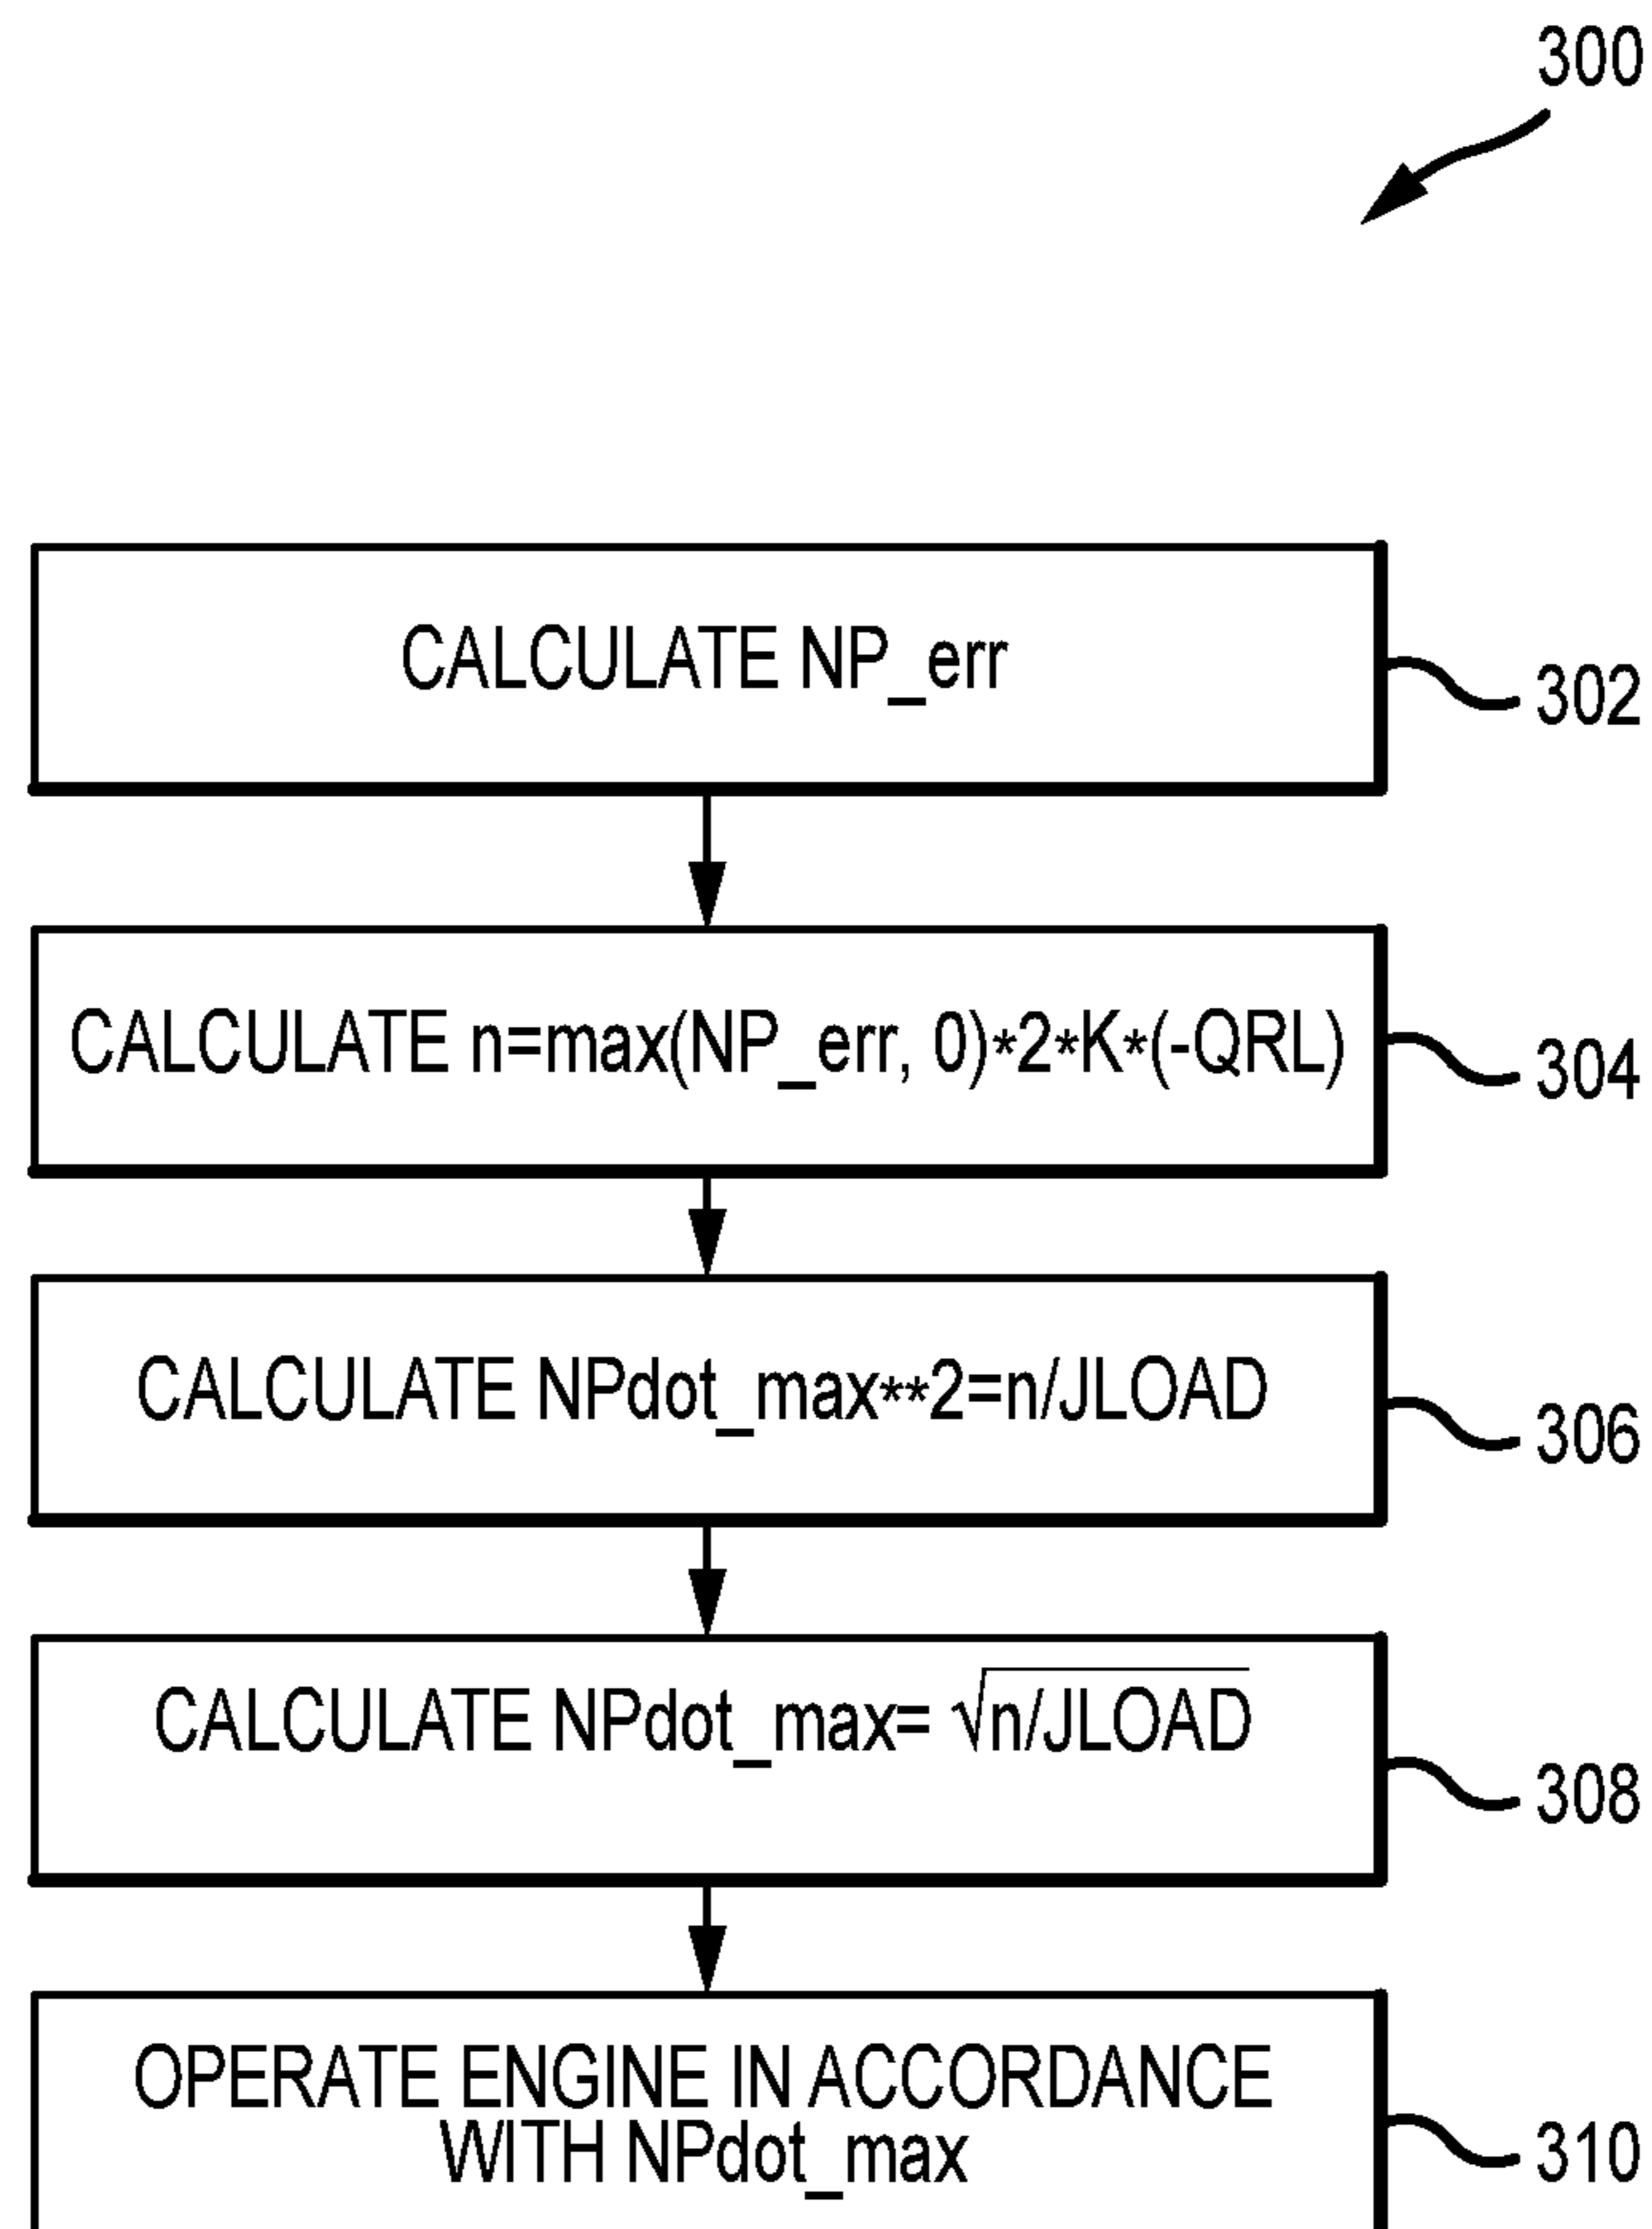 300
CALCULATE NP_err
302
CALCULATE n=max(NP_err, 0)*2*K*(-QRL)
304
CALCULATE NPdot_max**2=n/JLOAD
306
CALCULATE NPdot_max= √n/JLOAD
308
OPERATE ENGINE IN ACCORDANCE
WITH NPdot_max
310